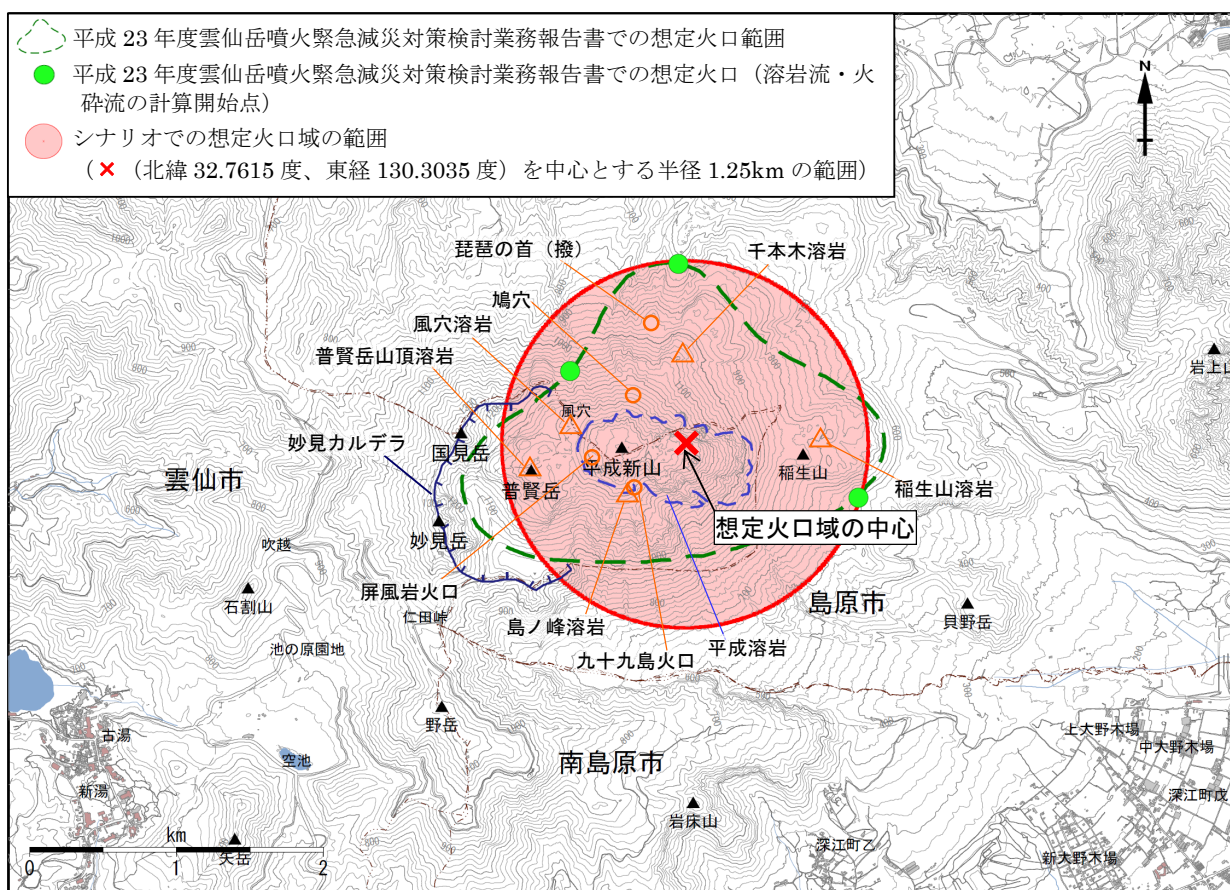 平成 23 年度雲仙岳噴火緊急減災対策検討業務報告書での想定火口範囲
平成 23 年度雲仙岳噴火緊急減災対策検討業務報告書での想定火口(溶岩流・火
砕流の計算開始点)
シナリオでの想定火口域の範囲
(×(北緯 32.7615 度、東経 130.3035 度)を中心とする半径 1.25km の範囲)
N
琵琶の首(撥)
千本木溶岩
鳩穴
風穴溶岩
普賢岳山頂溶岩
岩上山
妙見カルデラ
風穴
国見岳
平成新山
稲生山
雲仙市
普賢岳
稲生山溶岩
妙見岳
想定火口域の中心
吹越
石割山
屏風岩火口
島原市
仁田峠
島ノ峰溶岩
貝野岳
池の原園地
九十九島火口
平成溶岩
野岳
上大野木場
古湯
中大野木場
空池
南島原市
新湯
深江町戊
岩床山
km
矢岳
深江町乙
新大野木場
0
1
2